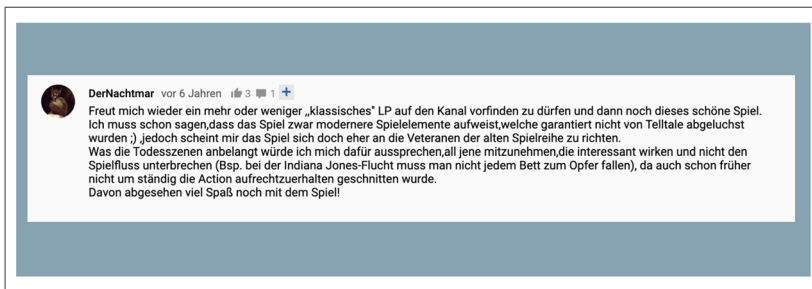 DerNachtmar vor 6 Jahren 3 1 +
Freut mich wieder ein mehr oder weniger „klassisches" LP auf den Kanal vorfinden zu dürfen und dann noch dieses schöne Spiel.
Ich muss schon sagen,dass das Spiel zwar modernere Spielelemente aufweist,welche garantiert nicht von Telltale abgeluchst
wurden ;) ,jedoch scheint mir das Spiel sich doch eher an die Veteranen der alten Spielreihe zu richten.
Was die Todesszenen anbelangt würde ich mich dafür aussprechen,all jene mitzunehmen,die interessant wirken und nicht den
Spielfluss unterbrechen (Bsp. bei der Indiana Jones-Flucht muss man nicht jedem Bett zum Opfer fallen), da auch schon früher
nicht um ständig die Action aufrechtzuerhalten geschnitten wurde.
Davon abgesehen viel Spaß noch mit dem Spiel!